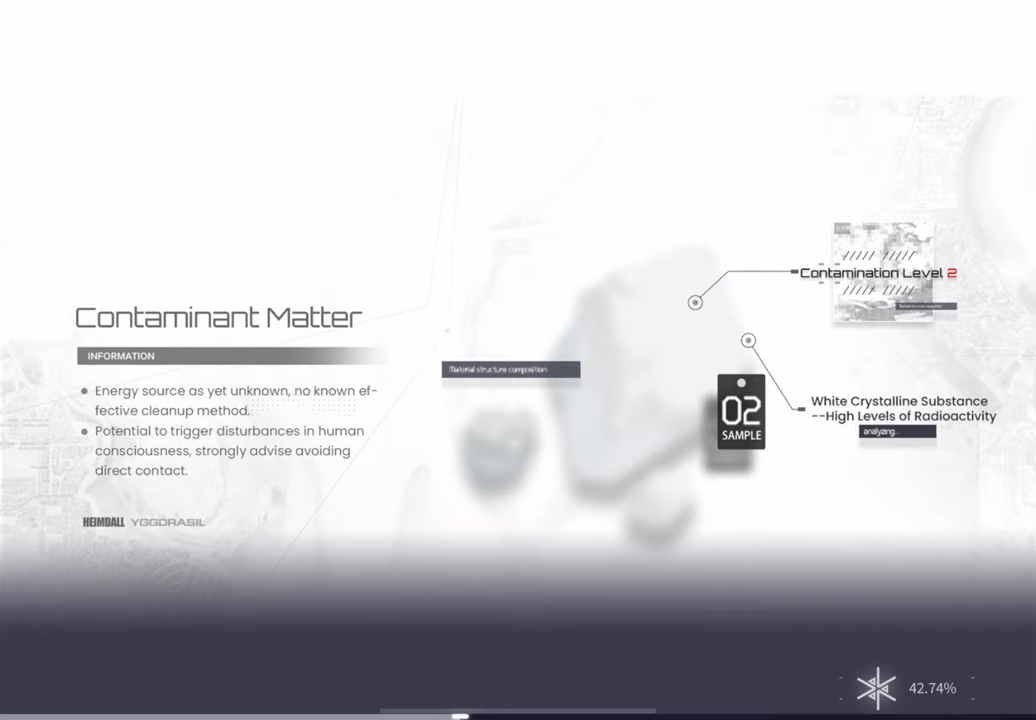 Contamination Level 2
Contaminant Matter
INFORMATION
Material structure composition
Energy source as yet unknown, no known ef-
fective cleanup method.
Potential to trigger disturbances in human
consciousness, strongly advise avoiding
direct contact.
02
SAMPLE
White Crystalline Substance
--High Levels of Radioactivity
analyzing...
HEIMDALL YGGDRASIL
42.74%